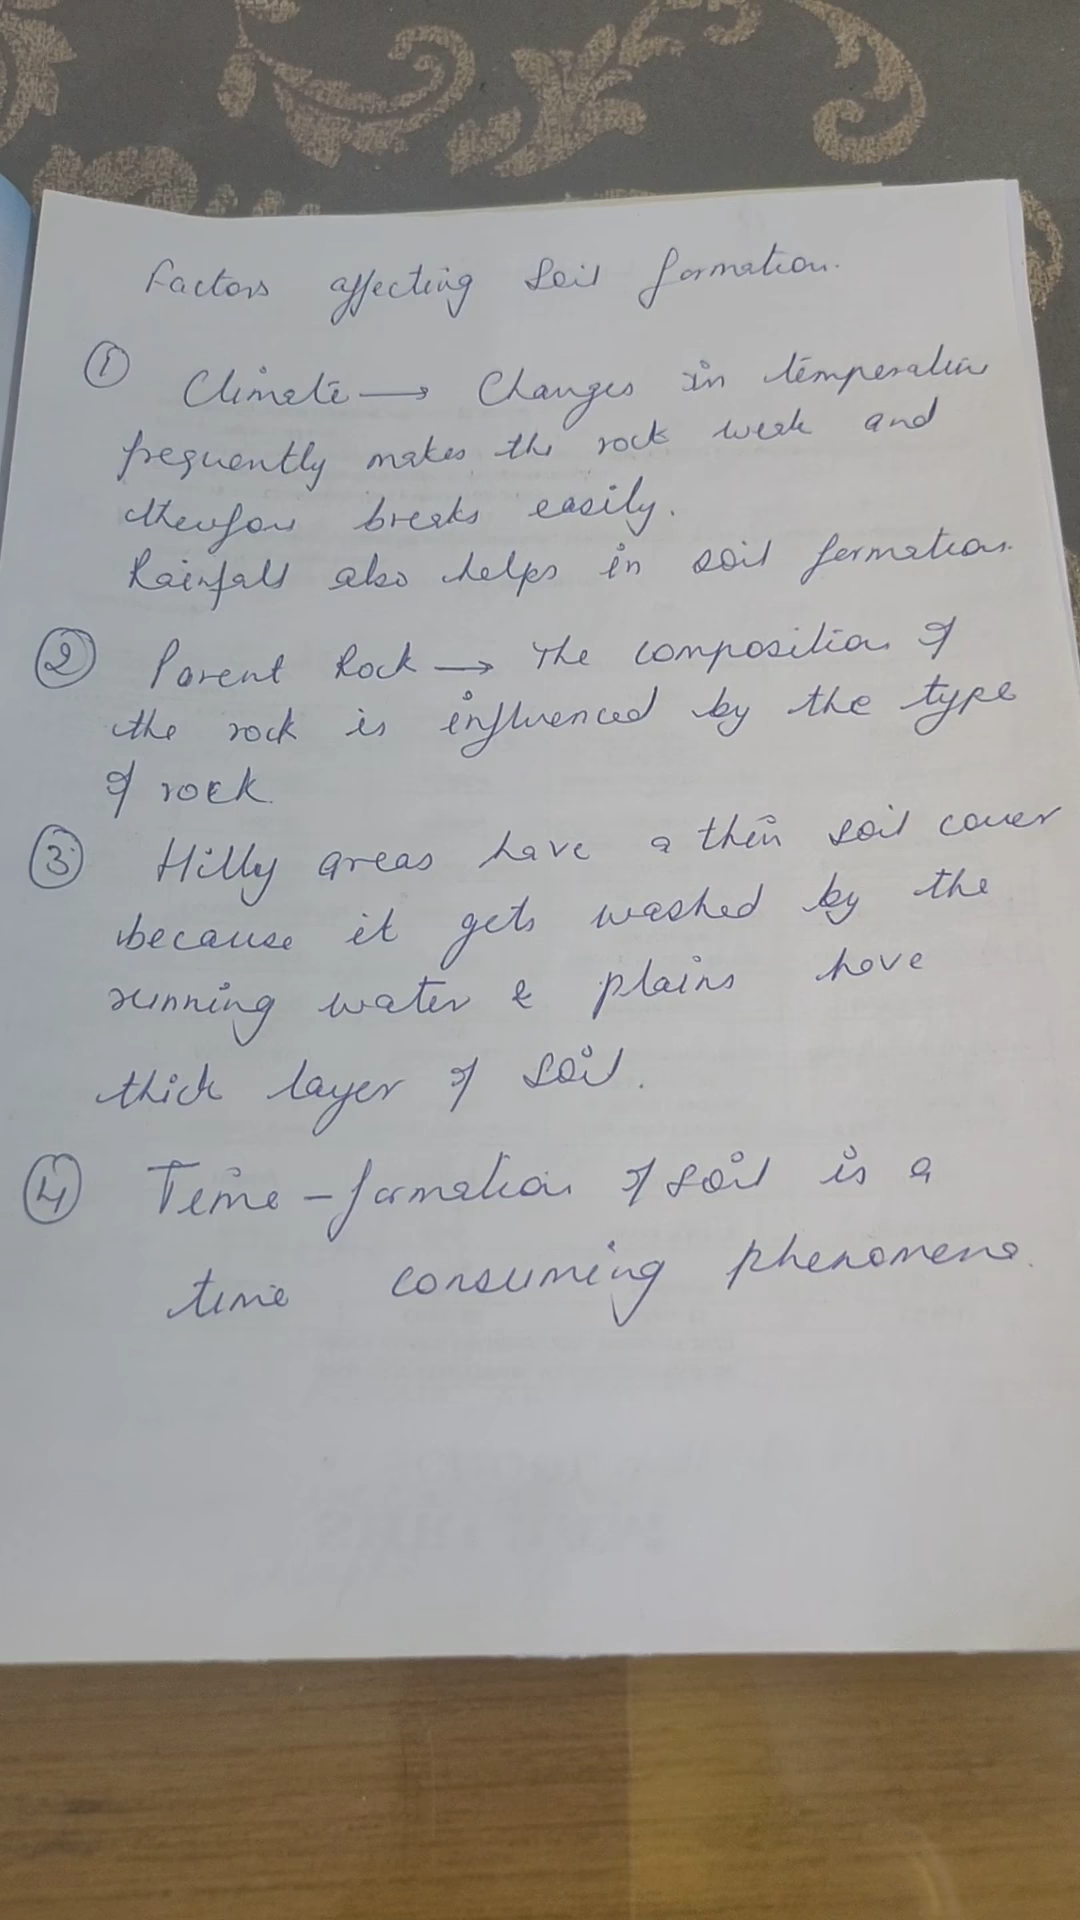 Factors affecting soil formation.
① Climate → Changes in temperature
frequently makes the rock weak and
therefore breaks easily.
Rainfall also helps in soil formation.
② Parent Rock → The composition of
the rock is influenced by the type
of rock.
③ Hilly areas have a thin soil cover
because it gets washed by the
running water & plains have
thick layer of soil.
④ Time - formation of soil is a
time consuming phenomena.